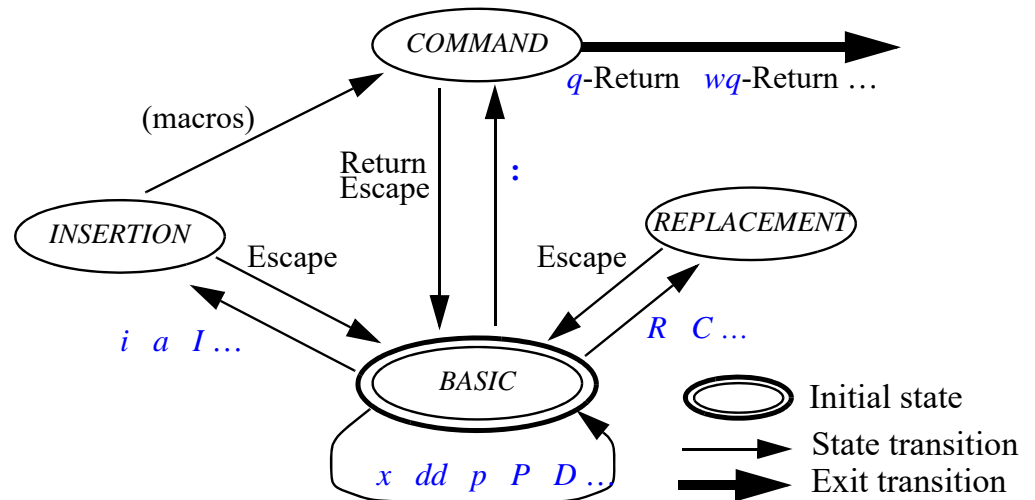 COMMAND
q-Return wq-Return …
(macros)
Return
Escape
:
INSERTION
REPLACEMENT
Escape
Escape
i a I …
R C …
BASIC
x dd p P D …
Initial state
State transition
Exit transition